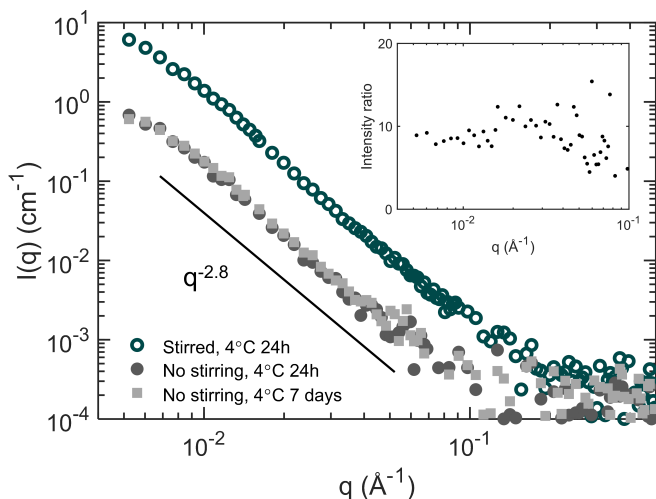 10^1
10^0
10^-1
10^-2
10^-3
10^-4
I(q) (cm^-1)
10^-2
10^-1
q (Å^-1)
q^-2.8
Stirred, 4°C 24h
No stirring, 4°C 24h
No stirring, 4°C 7 days
20
10
0
Intensity ratio
10^-2
10^-1
q (Å^-1)